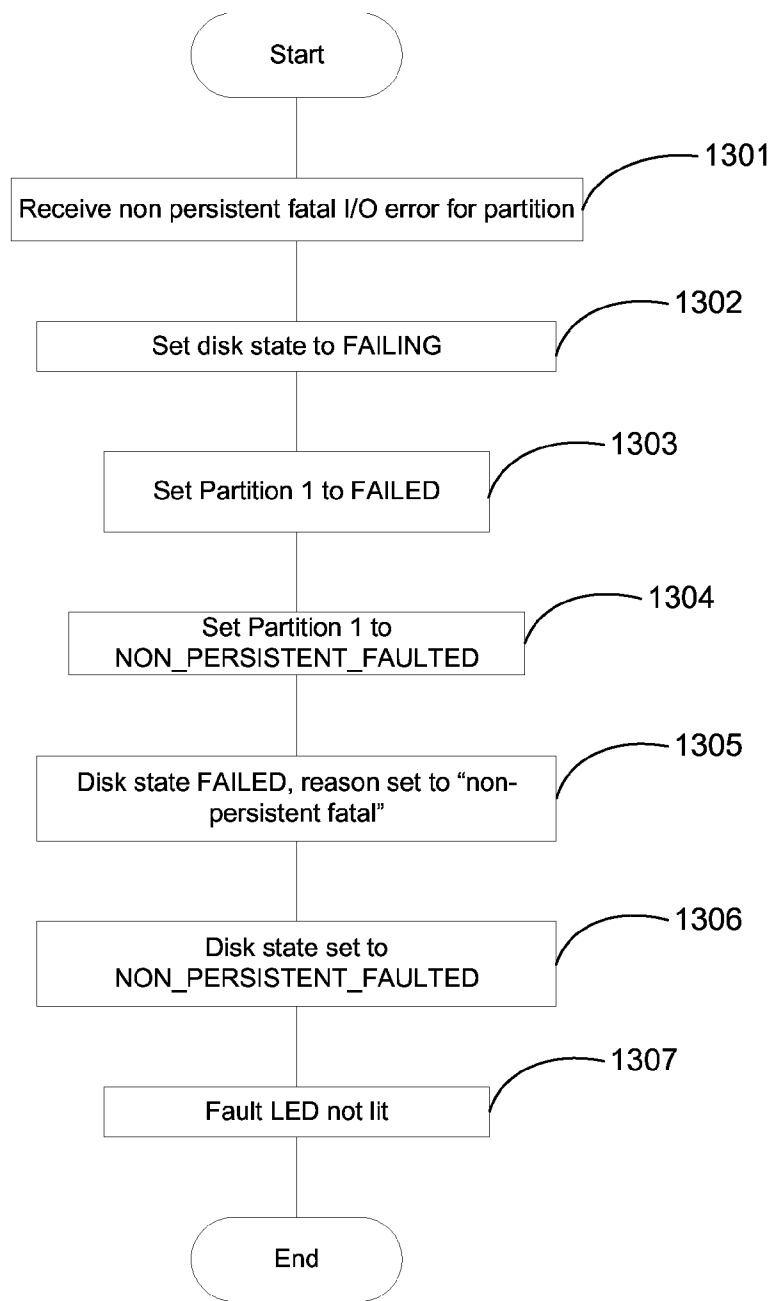 Start
1301
Receive non persistent fatal I/O error for partition
1302
Set disk state to FAILING
1303
Set Partition 1 to FAILED
1304
Set Partition 1 to
NON_PERSISTENT_FAULTED
1305
Disk state FAILED, reason set to “non-
persistent fatal”
1306
Disk state set to
NON_PERSISTENT_FAULTED
1307
Fault LED not lit
End